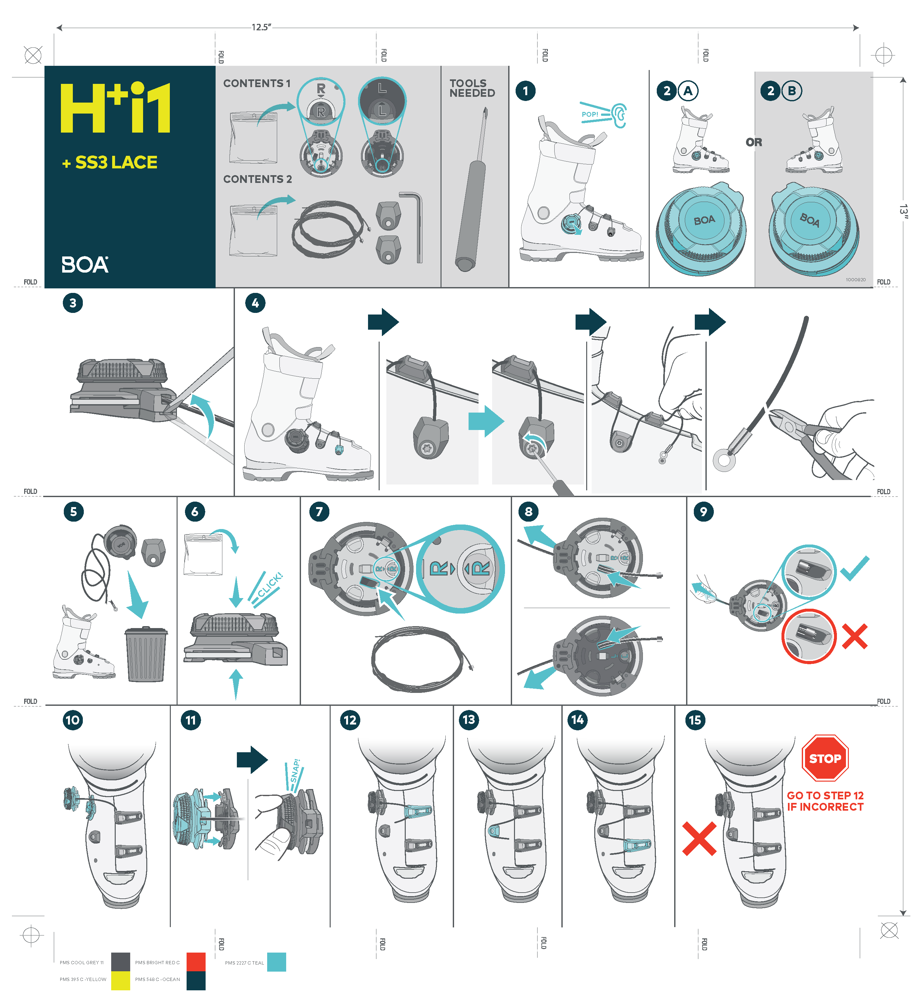 12.5"
FOLD
FOLD
FOLD
FOLD
H+i1
+ SS3 LACE
BOA
CONTENTS 1
R
R
L
L
R
CONTENTS 2
TOOLS
NEEDED
1
POP!
BOA
2 A
OR
2 B
BOA
BOA
1000820
13"
FOLD
FOLD
3
4
FOLD
FOLD
5
BOA
6
CLICK!
7
R R
R R
8
R R
L L
9
R
FOLD
FOLD
10
11
SNAP!
12
13
14
15
STOP
GO TO STEP 12
IF INCORRECT
FOLD
FOLD
FOLD
FOLD
PMS COOL GREY 11
PMS BRIGHT RED C
PMS 2227 C TEAL
PMS 395 C -YELLOW
PMS 548 C -OCEAN